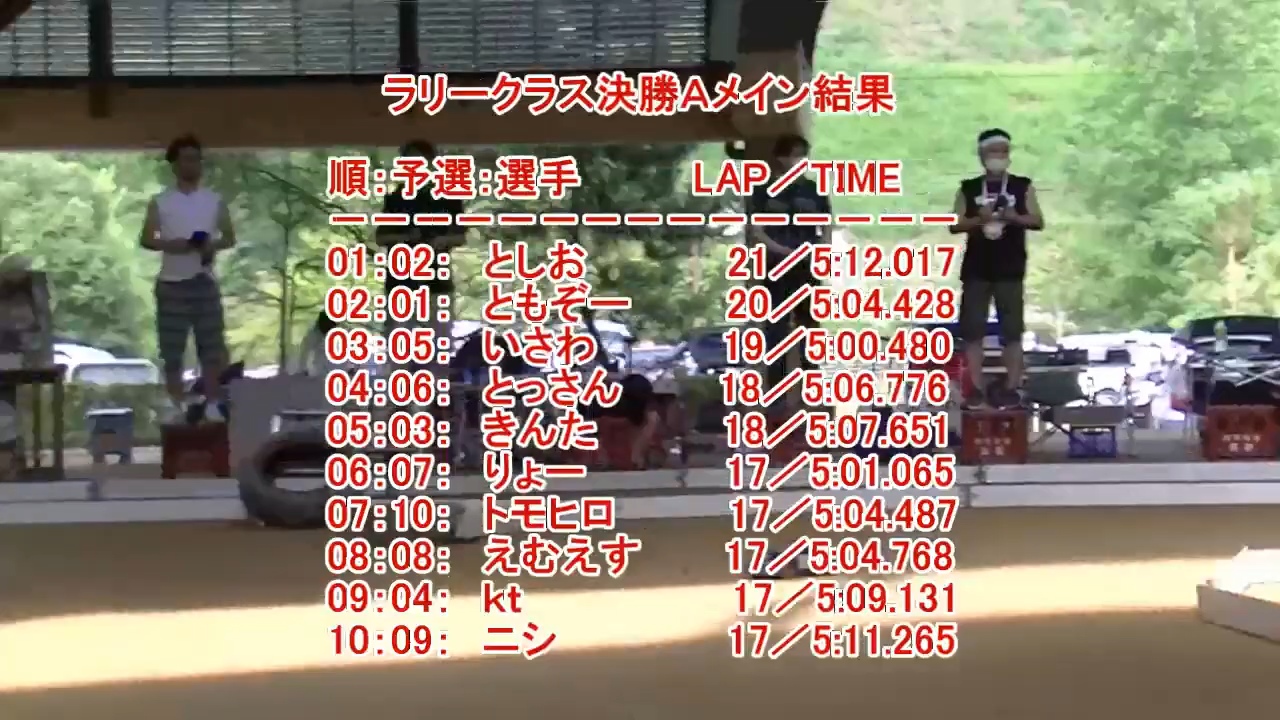 ラリークラス決勝Aメイン結果
順:予選:選手 LAP／TIME
ーーーーーーーーーーーーーーー
01:02: としお 21／5:12.017
02:01: ともぞー 20／5:04.428
03:05: いさわ 19／5:00.480
04:06: とっさん 18／5:06.776
05:03: きんた 18／5:07.651
06:07: りょー 17／5:01.065
07:10: トモヒロ 17／5:04.487
08:08: えむえす 17／5:04.768
09:04: kt 17／5:09.131
10:09: ニシ 17／5:11.265